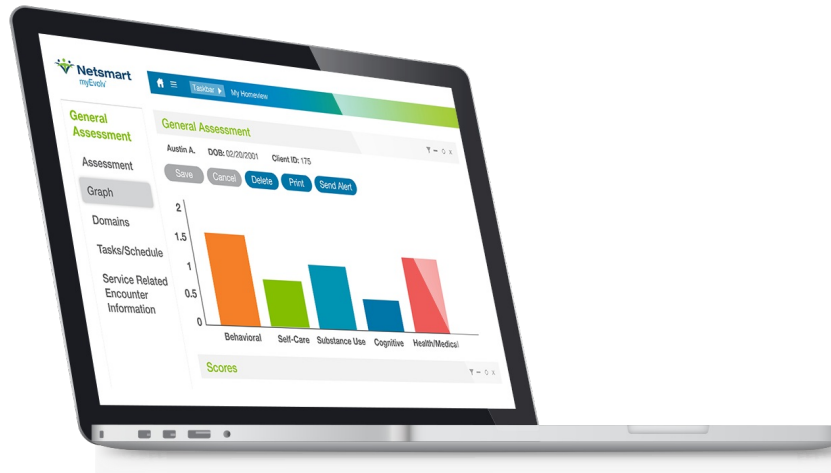 Netsmart
myEvolv
Taskbar
My Homeview
General
Assessment
Assessment
Graph
Domains
Tasks/Schedule
Service Related
Encounter
Information
General Assessment
Austin A. DOB: 02/20/2001 Client ID: 175
Save Cancel Delete Print Send Alert
2
1.5
1
0.5
0
Behavioral Self-Care Substance Use Cognitive Health/Medical
Scores